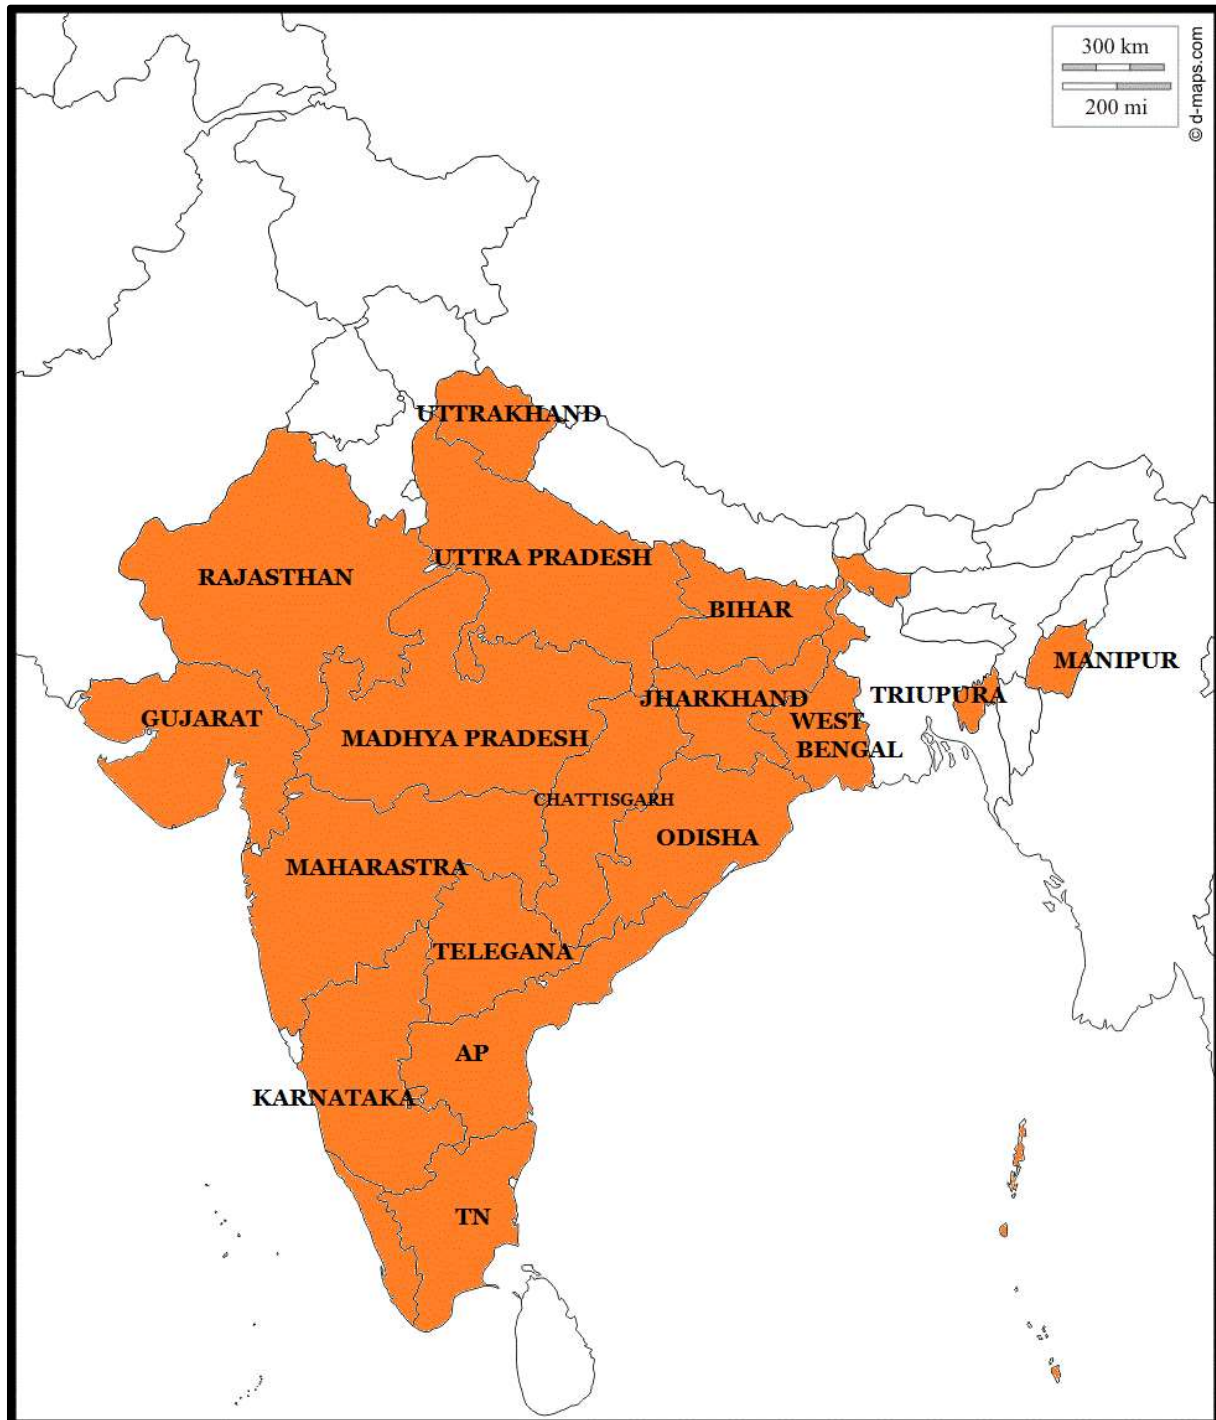 300 km
200 mi
© d-maps.com
UTTRAKHAND
UTTRA PRADESH
RAJASTHAN
BIHAR
MANIPUR
JHARKHAND
TRIUPURA
GUJARAT
WEST
BENGAL
MADHYA PRADESH
CHATTISGARH
ODISHA
MAHARASTRA
TELEGANA
AP
KARNATAKA
TN